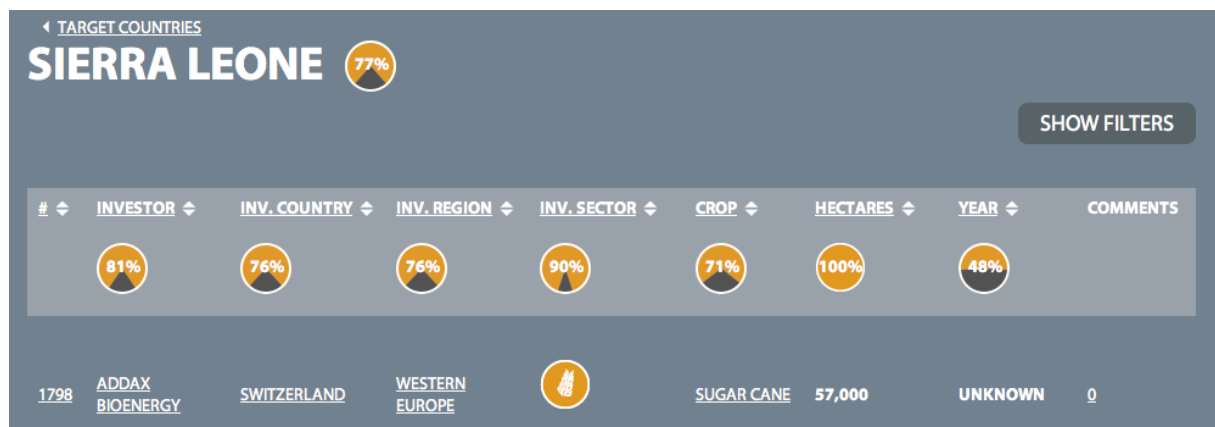 TARGET COUNTRIES
SIERRA LEONE 77%
SHOW FILTERS
# INVESTOR INV. COUNTRY INV. REGION INV. SECTOR CROP HECTARES YEAR COMMENTS
81% 76% 76% 90% 71% 100% 48%
1798 ADDAX BIOENERGY SWITZERLAND WESTERN EUROPE SUGAR CANE 57,000 UNKNOWN 0